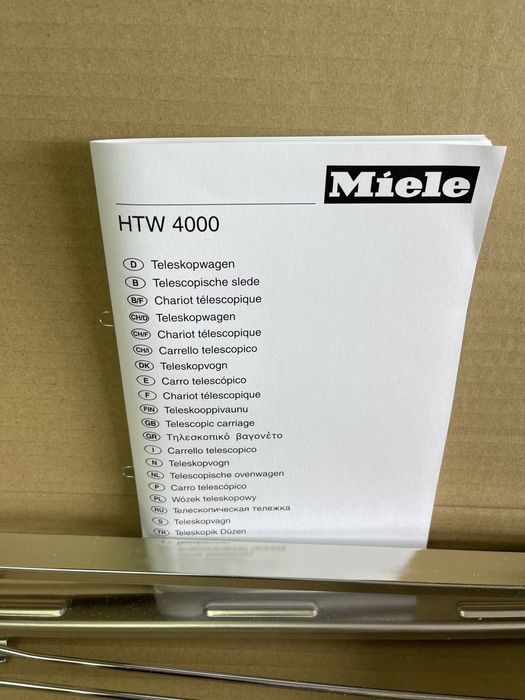 Miele
HTW 4000
D Teleskopwagen
B Telescopische slede
B/F Chariot télescopique
CH/D Teleskopwagen
CH/F Chariot télescopique
CH/I Carrello telescopico
DK Teleskopvogn
E Carro telescópico
F Chariot télescopique
FIN Teleskooppivaunu
GB Telescopic carriage
GR Τηλεσκοπικό βαγονέτο
I Carrello telescopico
N Teleskopvogn
NL Telescopische ovenwagen
P Carro telescópico
PL Wózek teleskopowy
RU Телескопическая тележка
S Teleskopvagn
TR Teleskopik Düzen